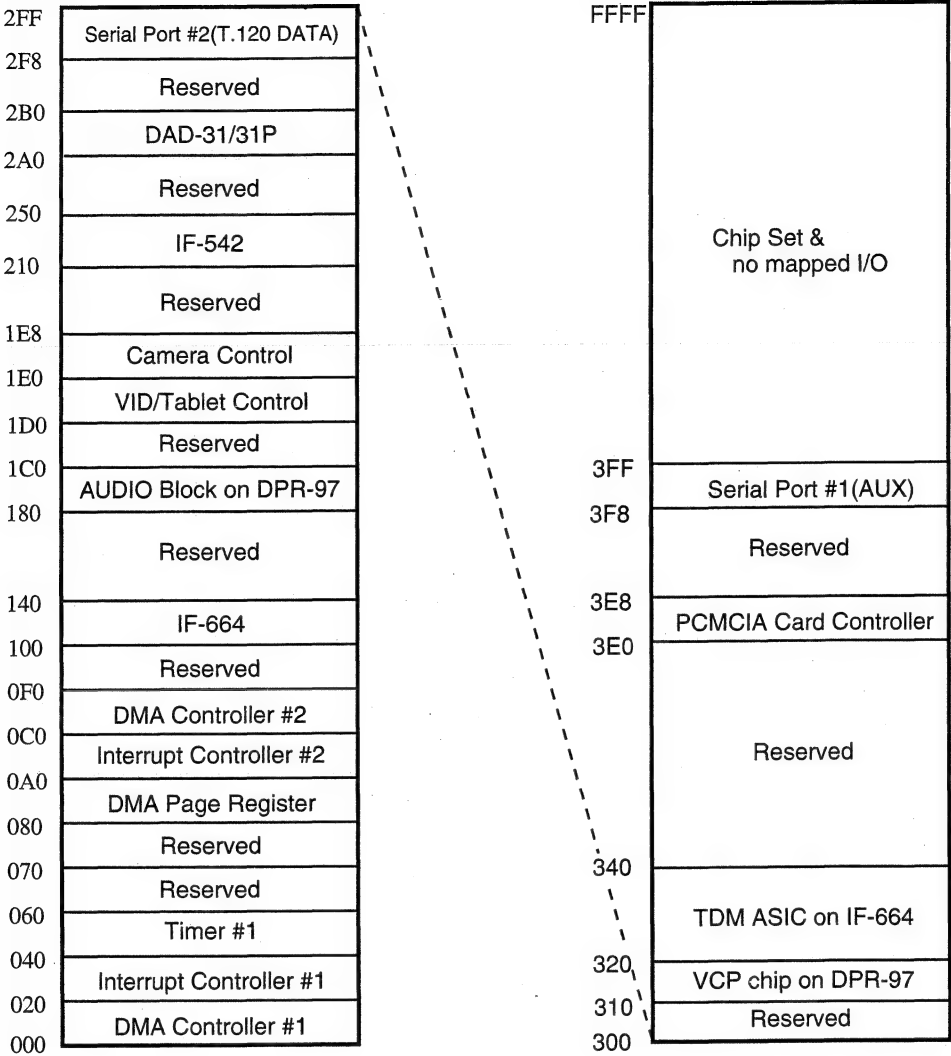 2FF
Serial Port #2(T.120 DATA)
2F8
Reserved
2B0
DAD-31/31P
2A0
Reserved
250
IF-542
210
Reserved
1E8
Camera Control
1E0
VID/Tablet Control
1D0
Reserved
1C0
AUDIO Block on DPR-97
180
Reserved
140
IF-664
100
Reserved
0F0
DMA Controller #2
0C0
Interrupt Controller #2
0A0
DMA Page Register
080
Reserved
070
Reserved
060
Timer #1
040
Interrupt Controller #1
020
DMA Controller #1
000
FFFF
Chip Set &
no mapped I/O
3FF
Serial Port #1(AUX)
3F8
Reserved
3E8
PCMCIA Card Controller
3E0
Reserved
340
TDM ASIC on IF-664
320
VCP chip on DPR-97
310
Reserved
300